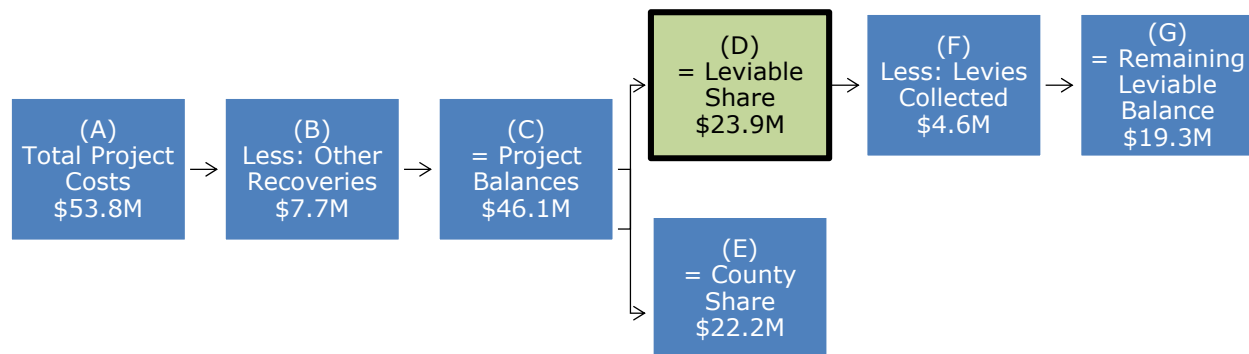 (A)
Total Project
Costs
$53.8M
(B)
Less: Other
Recoveries
$7.7M
(C)
= Project
Balances
$46.1M
(D)
= Leviable
Share
$23.9M
(E)
= County
Share
$22.2M
(F)
Less: Levies
Collected
$4.6M
(G)
= Remaining
Leviable
Balance
$19.3M